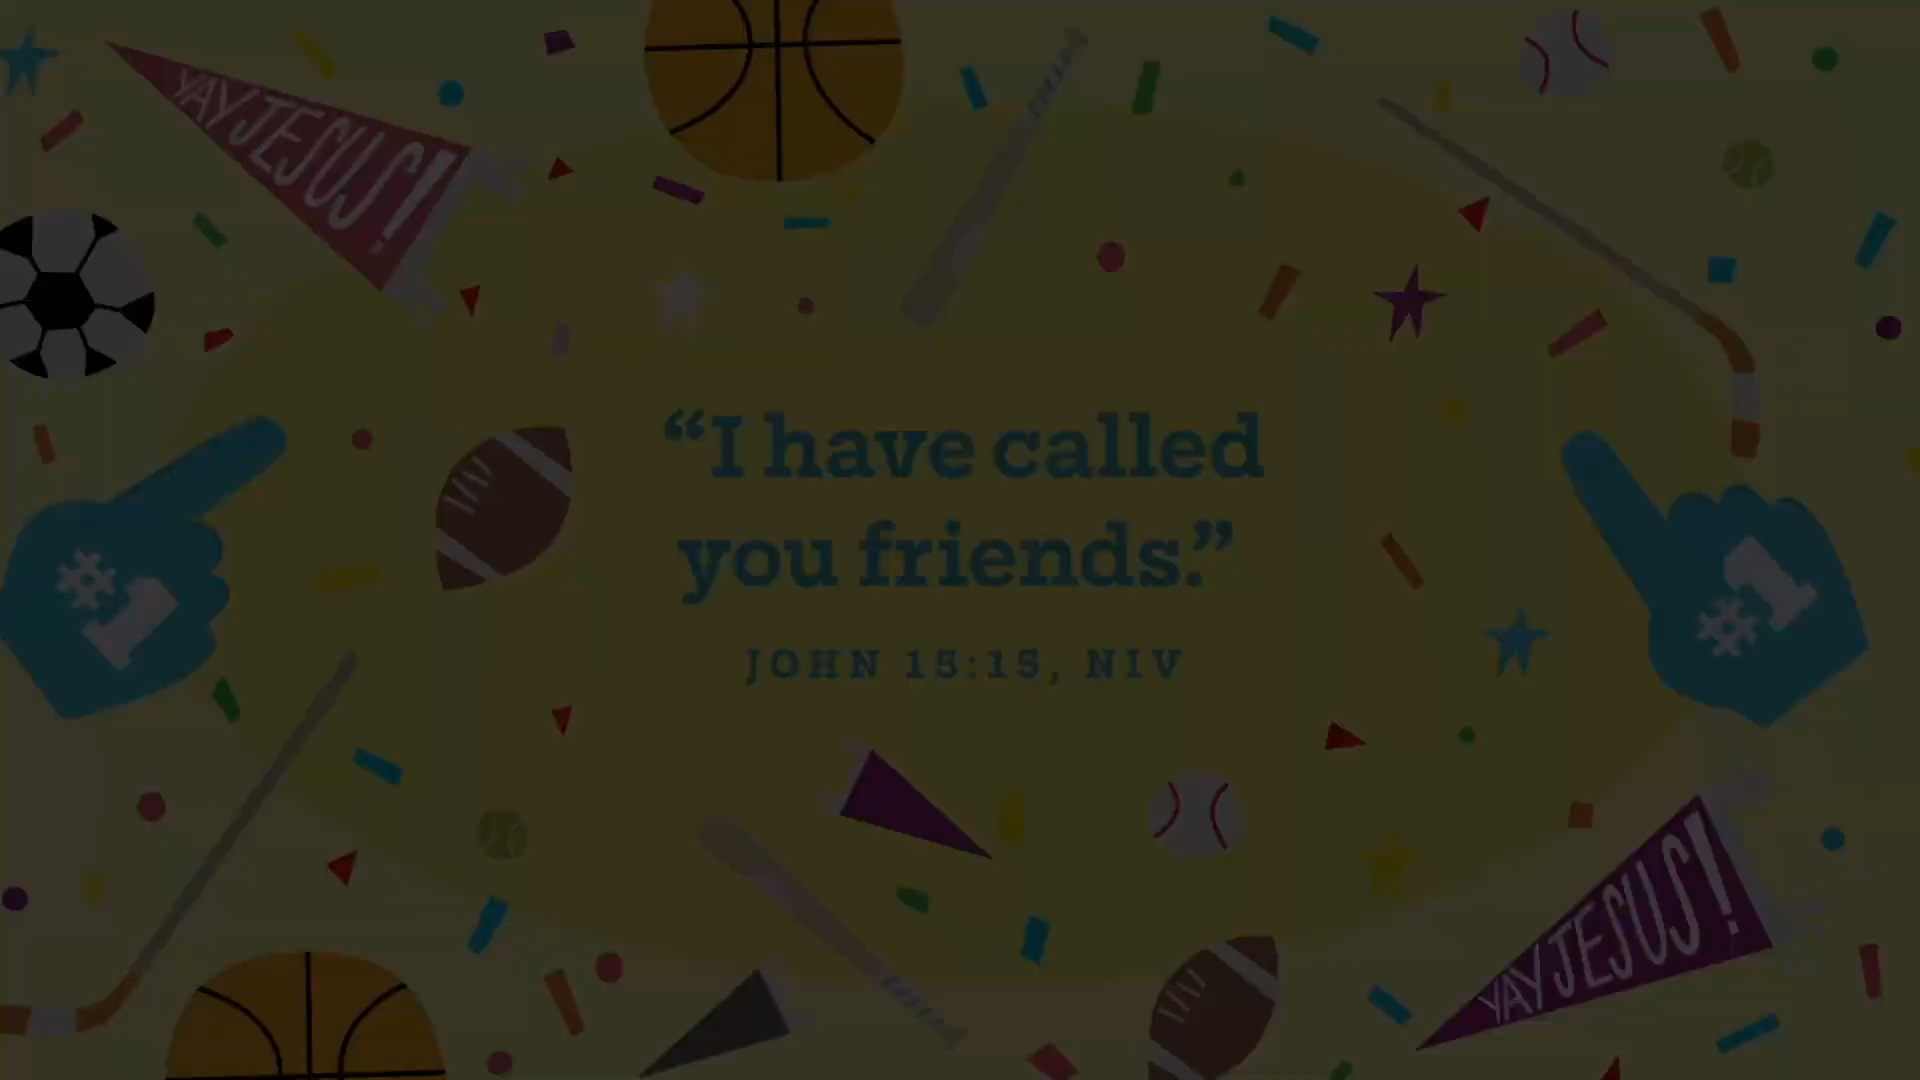 YAY JESUS!
“I have called
you friends.”
JOHN 15:15, NIV
#1
#1
YAY JESUS!